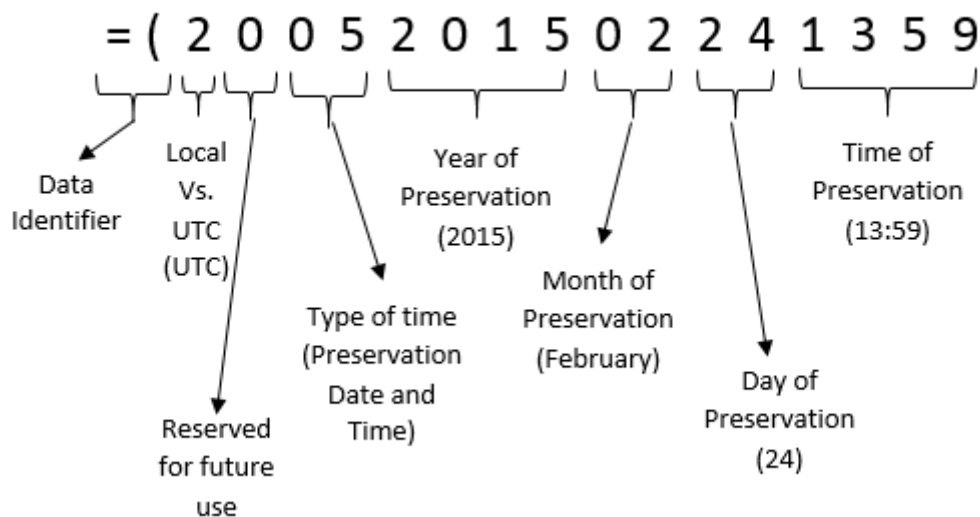 = ( 2 0 0 5 2 0 1 5 0 2 2 4 1 3 5 9
Data
Identifier
Local
Vs.
UTC
(UTC)
Reserved
for future
use
Type of time
(Preservation
Date and
Time)
Year of
Preservation
(2015)
Month of
Preservation
(February)
Day of
Preservation
(24)
Time of
Preservation
(13:59)